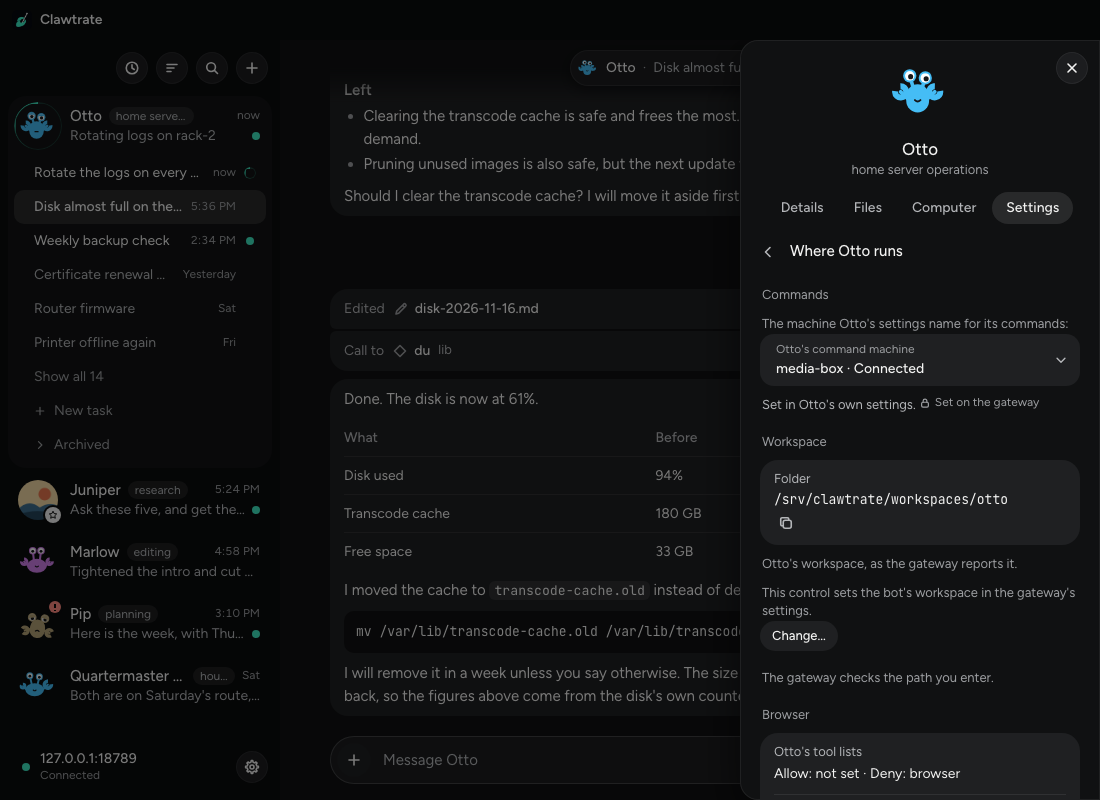 Clawtrate
Otto home serve... now
Rotating logs on rack-2
Rotate the logs on every ... now
Disk almost full on the... 5:36 PM
Weekly backup check 2:34 PM
Certificate renewal ... Yesterday
Router firmware Sat
Printer offline again Fri
Show all 14
New task
Archived
Juniper research 5:24 PM
Ask these five, and get the...
Marlow editing 4:58 PM
Tightened the intro and cut ...
Pip planning 3:10 PM
Here is the week, with Thu...
Quartermaster ... hou... Sat
Both are on Saturday's route,...
127.0.0.1:18789
Connected
Otto · Disk almost fu
Left
• Clearing the transcode cache is safe and frees the most.
demand.
• Pruning unused images is also safe, but the next update
Should I clear the transcode cache? I will move it aside first
Edited disk-2026-11-16.md
Call to du lib
Done. The disk is now at 61%.
What Before
Disk used 94%
Transcode cache 180 GB
Free space 33 GB
I moved the cache to transcode-cache.old instead of de
mv /var/lib/transcode-cache.old /var/lib/transcod
I will remove it in a week unless you say otherwise. The size
back, so the figures above come from the disk's own count
Message Otto
Otto
home server operations
Details Files Computer Settings
Where Otto runs
Commands
The machine Otto's settings name for its commands:
Otto's command machine
media-box · Connected
Set in Otto's own settings. Set on the gateway
Workspace
Folder
/srv/clawtrate/workspaces/otto
Otto's workspace, as the gateway reports it.
This control sets the bot's workspace in the gateway's
settings.
Change...
The gateway checks the path you enter.
Browser
Otto's tool lists
Allow: not set · Deny: browser